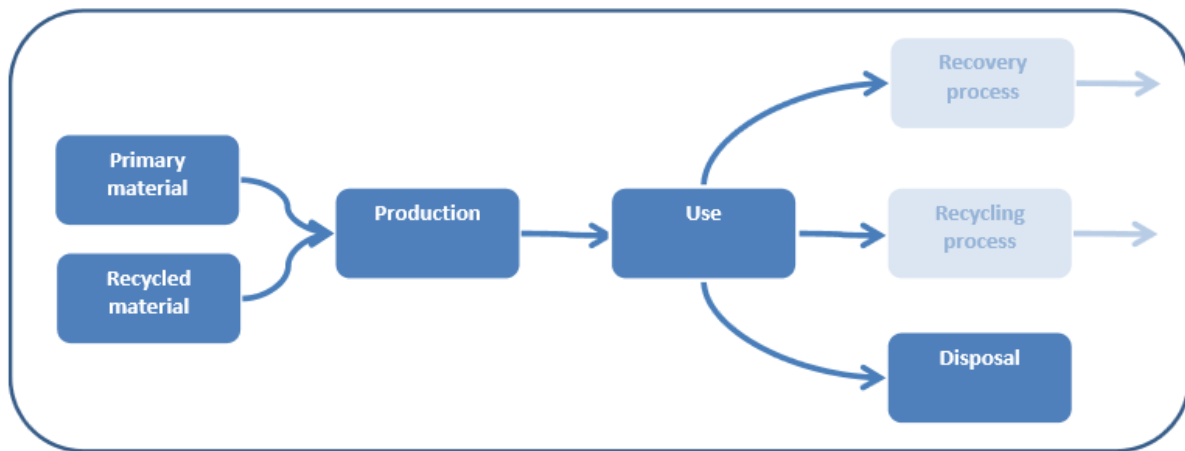 Primary
material
Recycled
material
Production
Use
Recovery
process
Recycling
process
Disposal